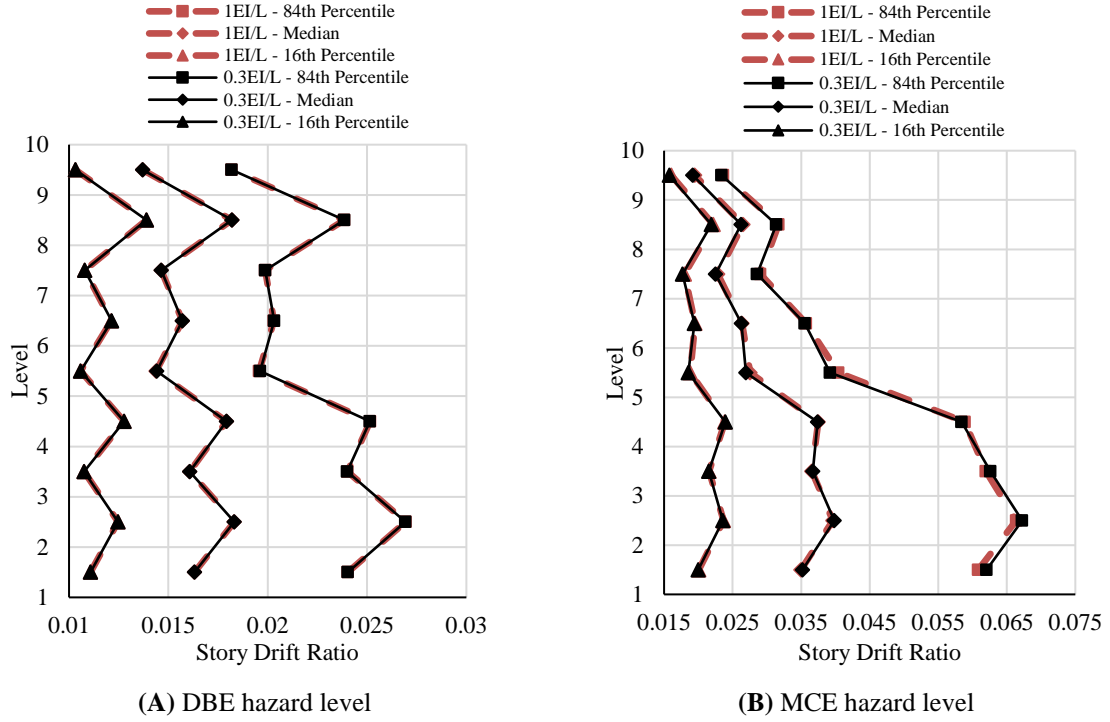 1EI/L - 84th Percentile
1EI/L - Median
1EI/L - 16th Percentile
0.3EI/L - 84th Percentile
0.3EI/L - Median
0.3EI/L - 16th Percentile
10
9
8
7
6
5
4
3
2
1
Level
0.01 0.015 0.02 0.025 0.03
Story Drift Ratio
(A) DBE hazard level
1EI/L - 84th Percentile
1EI/L - Median
1EI/L - 16th Percentile
0.3EI/L - 84th Percentile
0.3EI/L - Median
0.3EI/L - 16th Percentile
10
9
8
7
6
5
4
3
2
1
Level
0.015 0.025 0.035 0.045 0.055 0.065 0.075
Story Drift Ratio
(B) MCE hazard level